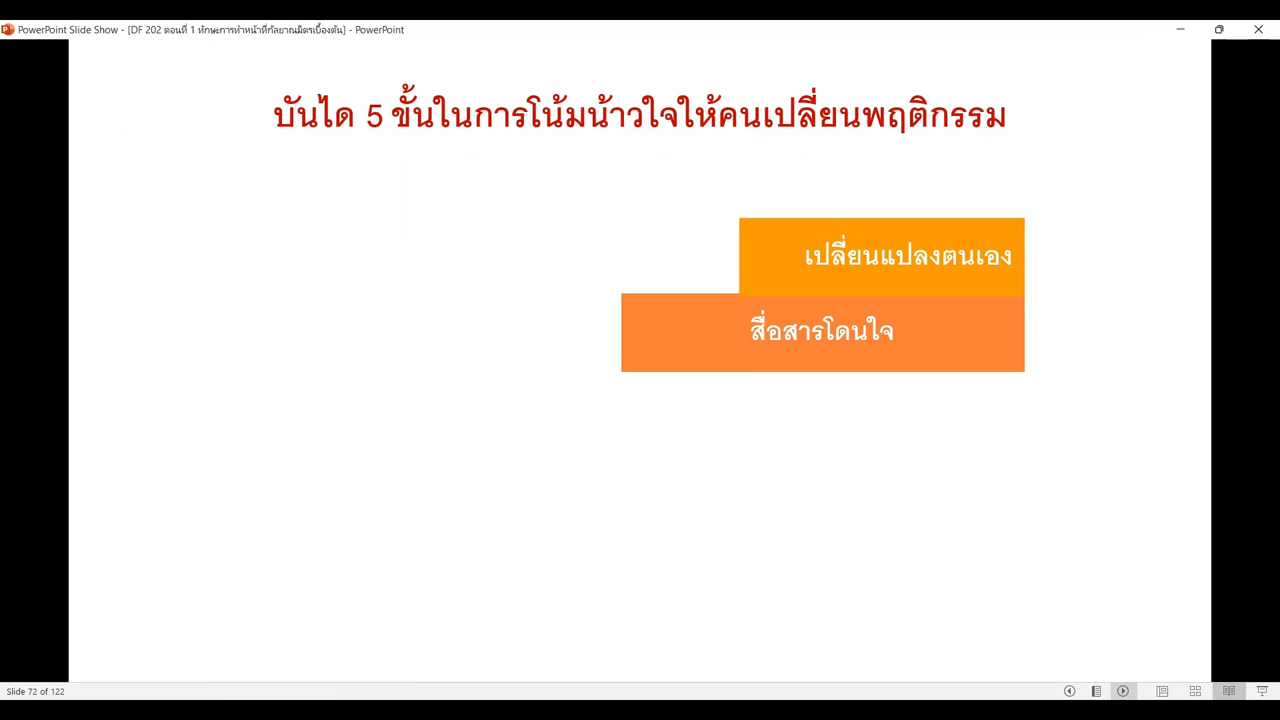 PowerPoint Slide Show - [DF 202 ตอนที่ 1 ทักษะการทำหน้าที่กัลยาณมิตรเบื้องต้น] - PowerPoint
บันได 5 ขั้นในการโน้มน้าวใจให้คนเปลี่ยนพฤติกรรม
เปลี่ยนแปลงตนเอง
สื่อสารโดนใจ
Slide 72 of 122